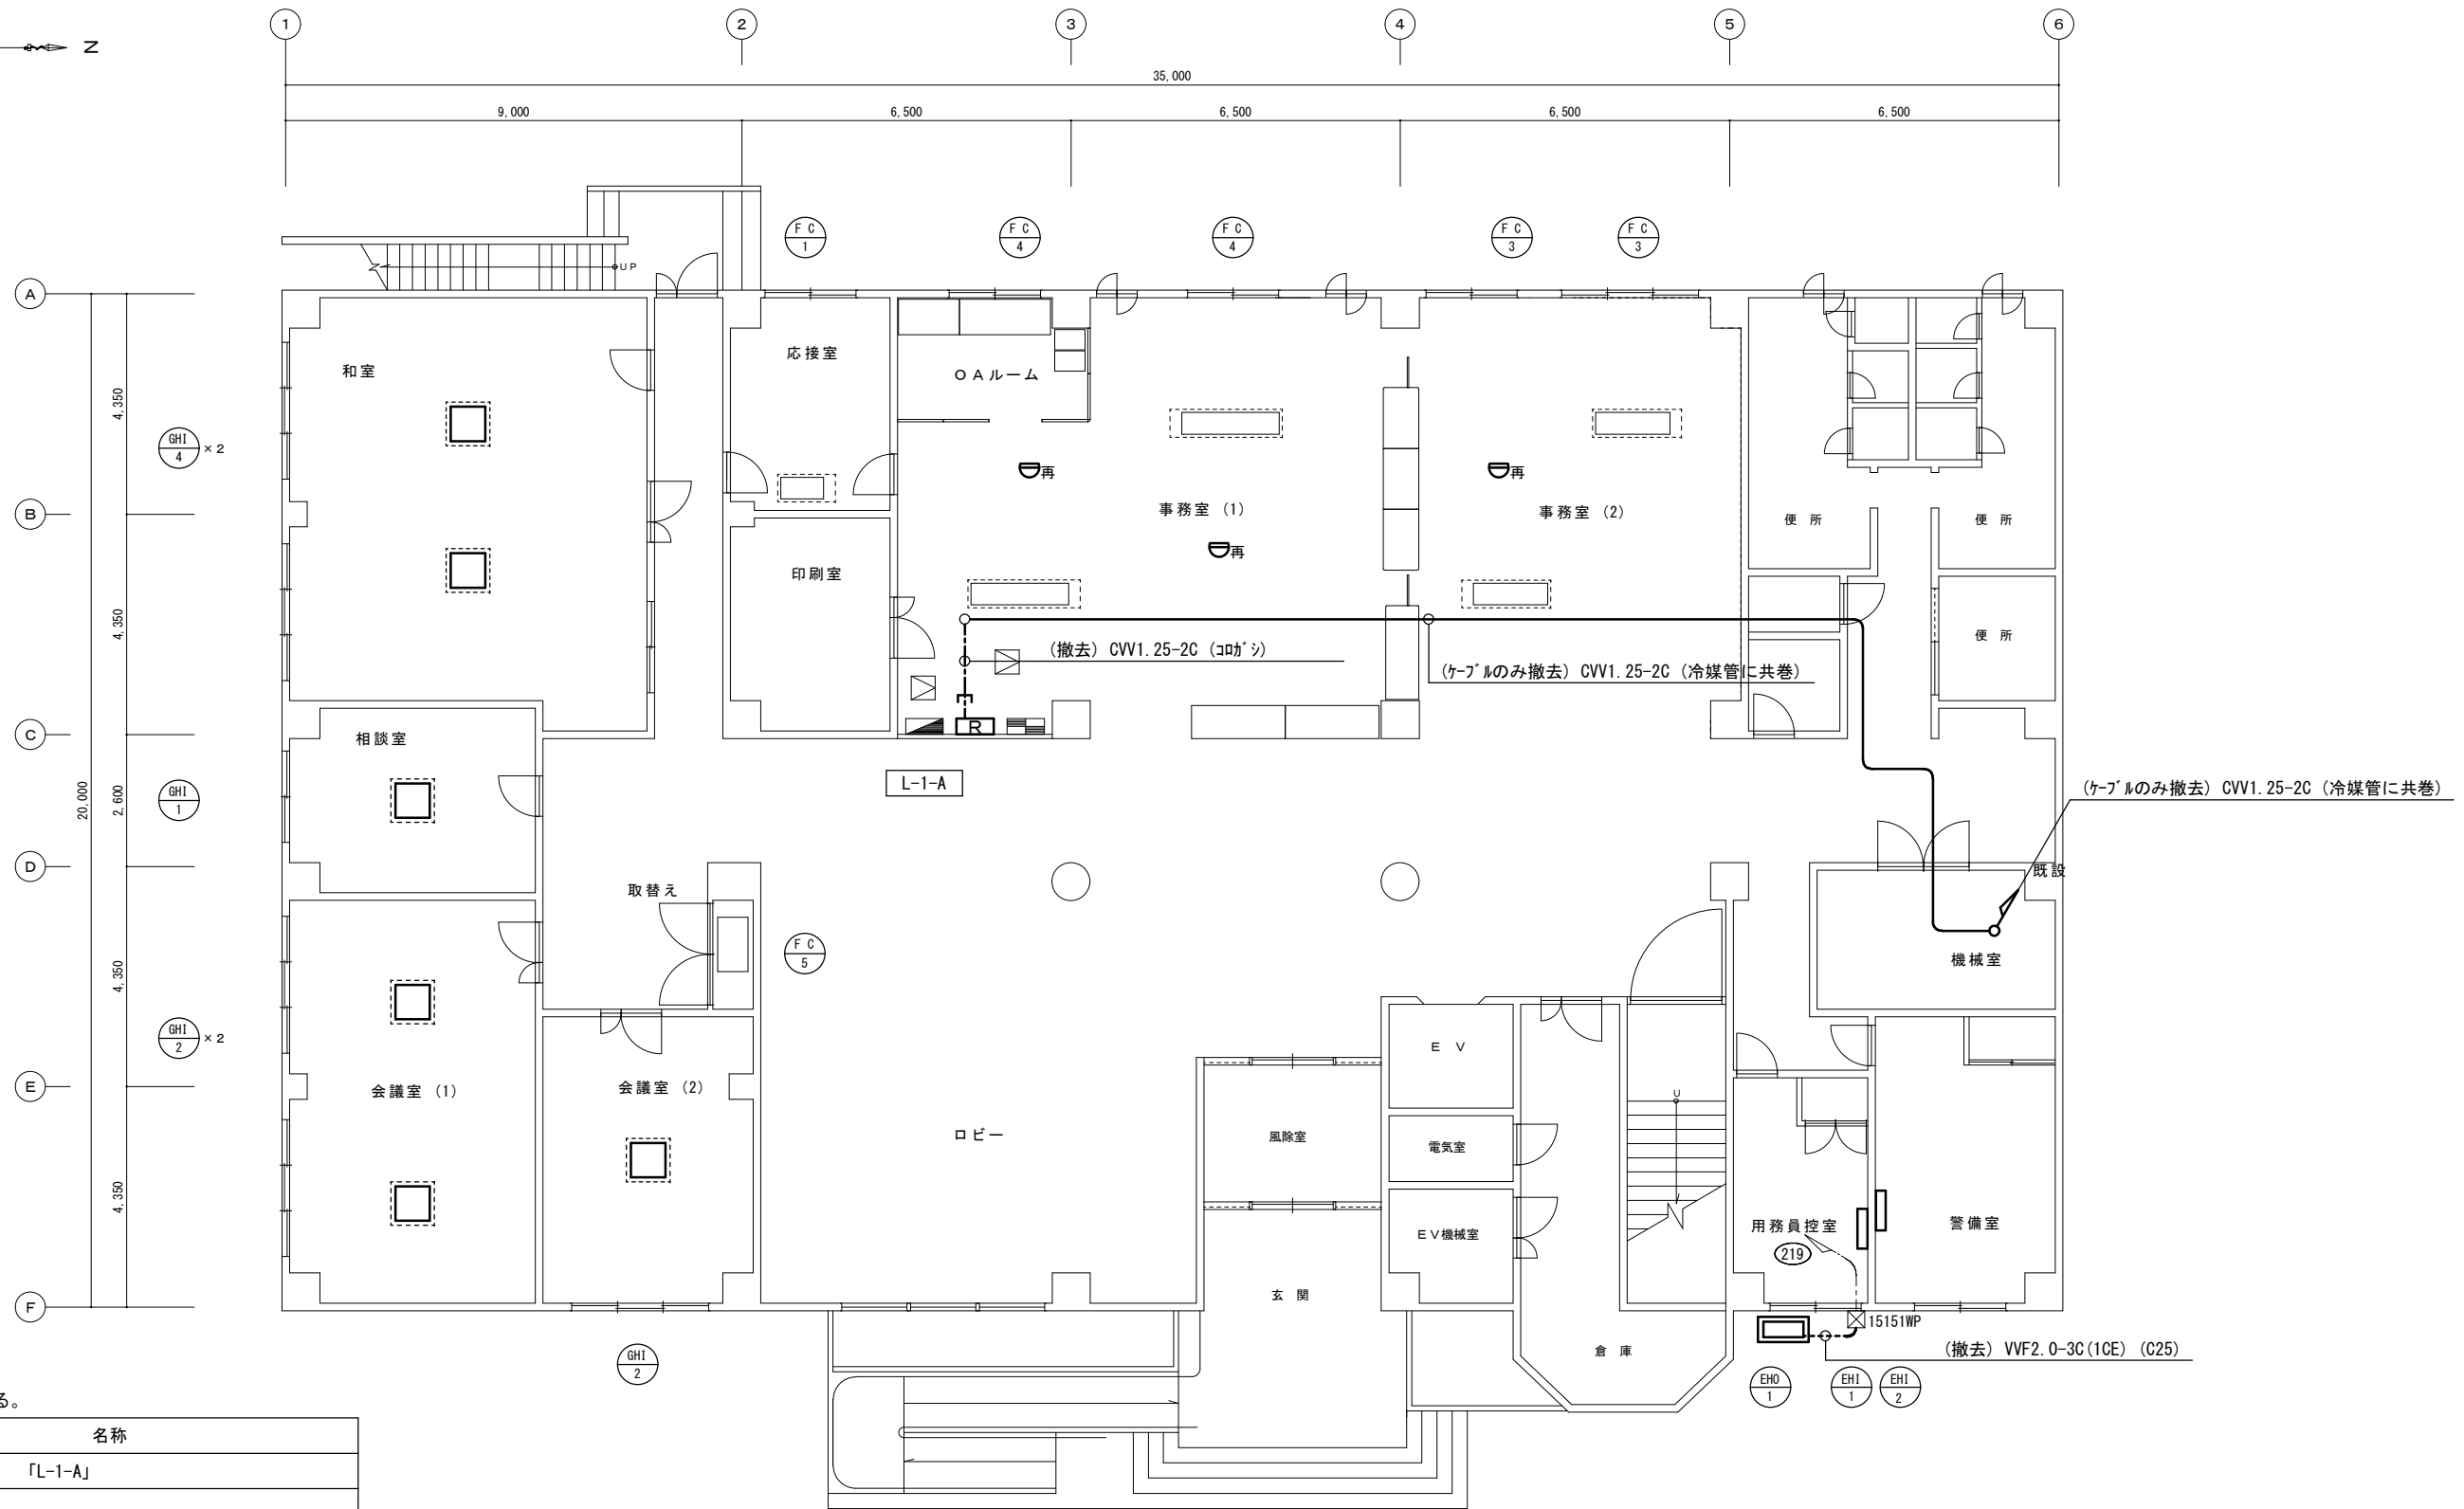 1
2
3
4
5
6
N
35,000
9,000
6,500
6,500
6,500
6,500
F C
1
F C
4
F C
4
F C
3
F C
3
UP
A
B
C
D
E
F
4,350
4,350
2,600
4,350
4,350
20,000
GHI
4
×2
GHI
1
GHI
2
×2
和室
応接室
OAルーム
再
再
再
事務室 (1)
事務室 (2)
便 所
便 所
便 所
印刷室
(撤去) CVV1.25-2C (コロガシ)
(ケーブルのみ撤去) CVV1.25-2C (冷媒管に共巻)
R
L-1-A
相談室
(ケーブルのみ撤去) CVV1.25-2C (冷媒管に共巻)
既設
機械室
取替え
F C
5
会議室 (1)
会議室 (2)
ロビー
E V
風除室
電気室
EV機械室
U
用務員控室
219
警備室
玄 関
15151WP
倉 庫
(撤去) VVF2.0-3C(1CE) (C25)
GHI
2
EHO
1
EHI
1
EHI
2
る。
名称
「L-1-A」